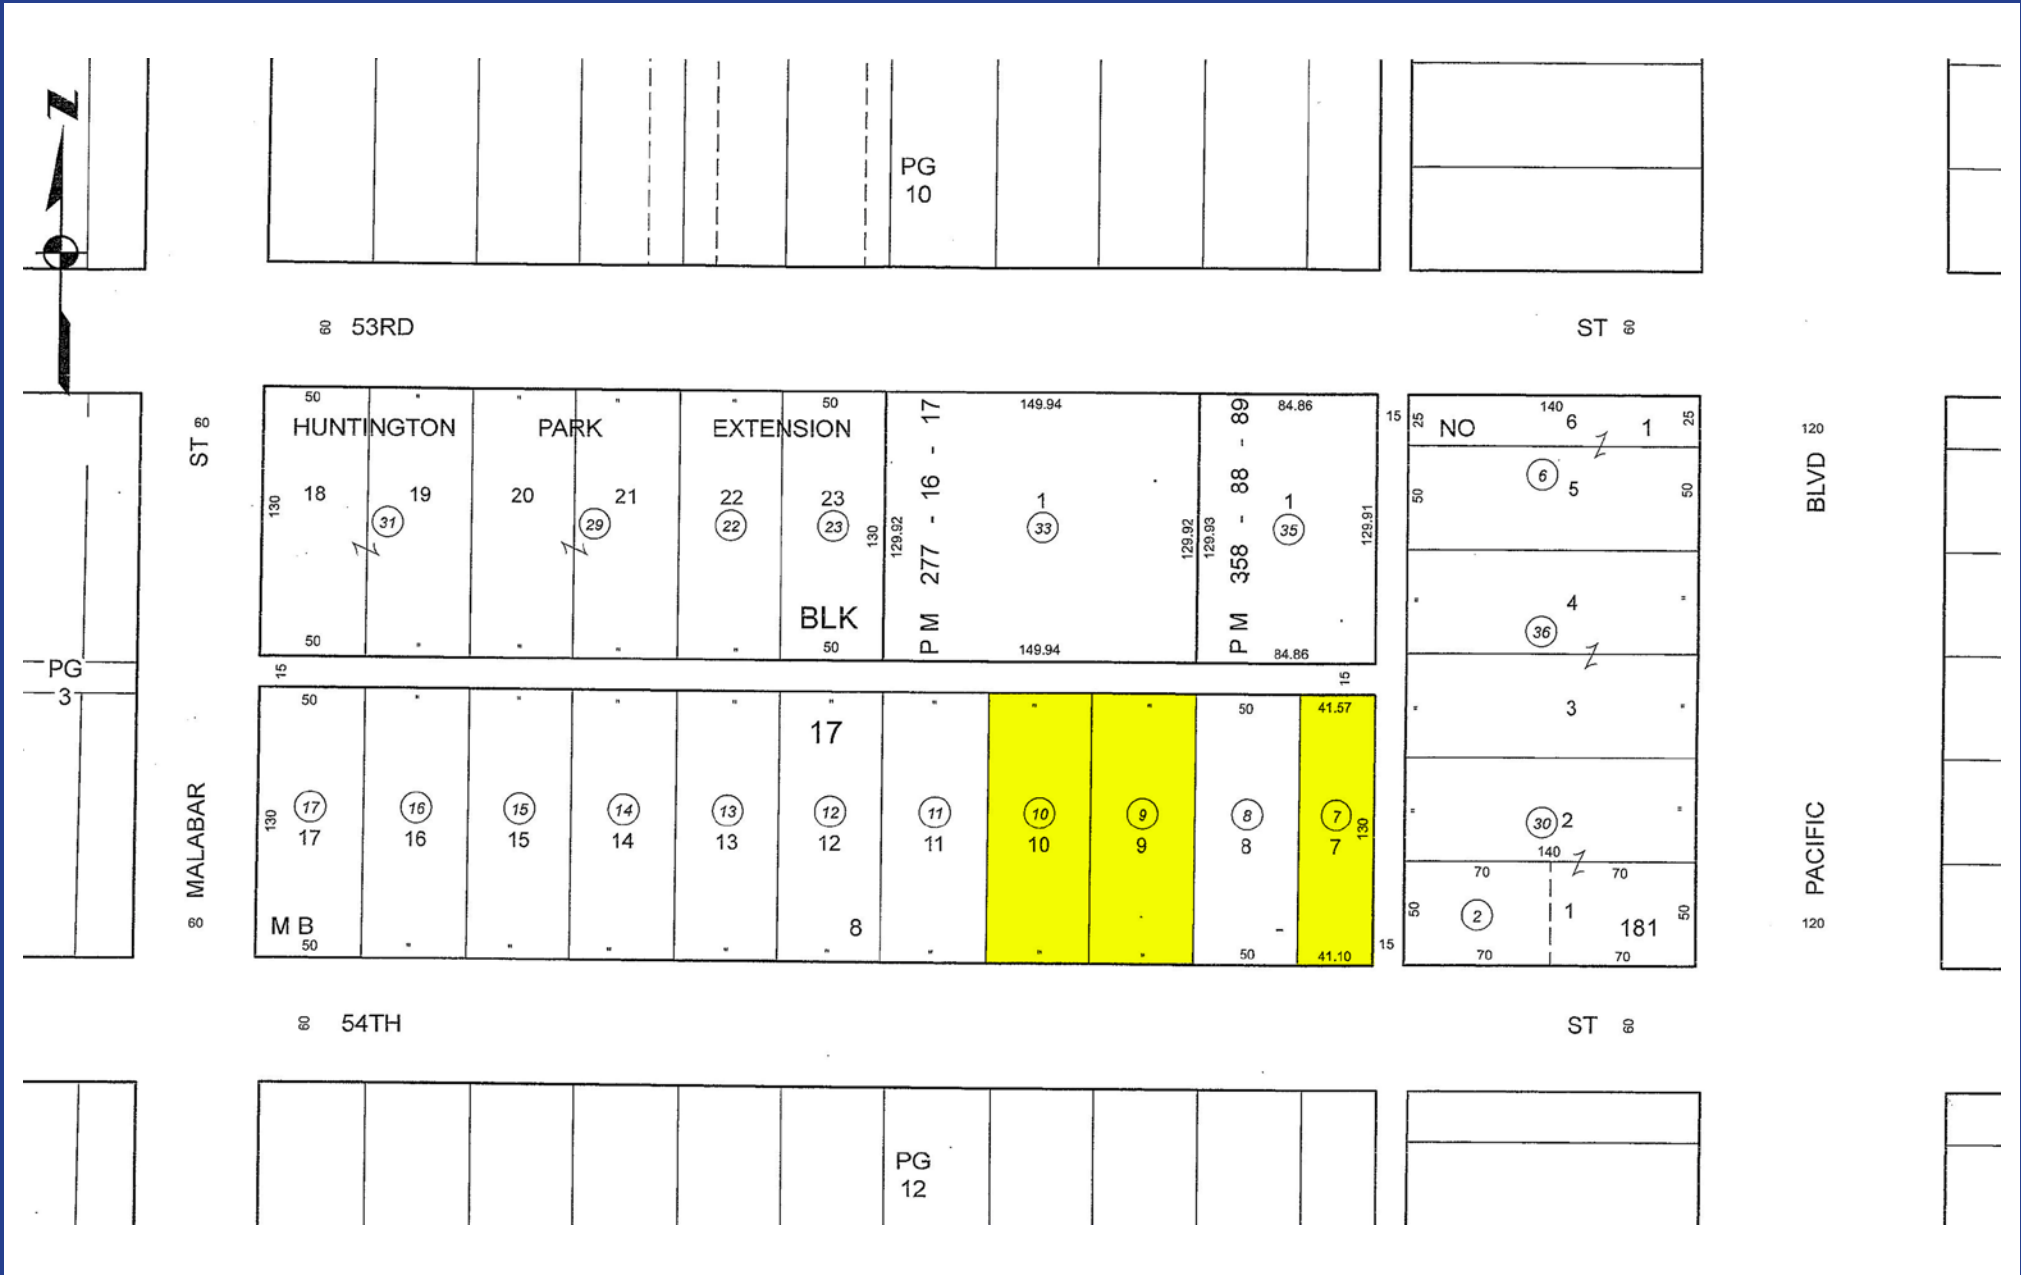 N
PG
10
60 53RD
ST 60
ST 60
50 " " " " 50
149.94
84.86
15
HUNTINGTON PARK EXTENSION
PM 277 - 16 - 17
PM 358 - 88 - 89
130
18
19
20
21
22
23
31
29
22
23
130
129.92
1
33
129.92
129.93
1
35
129.91
BLK
50 " " " " 50
149.94
84.86
140
25
NO
6
1
25
6
5
50
50
"
4
"
36
"
3
"
"
30
2
"
140
70
70
50
2
1
181
50
70
70
120
BLVD
PACIFIC
120
PG
3
15
15
50 " " " " " " " " 50 41.57
17
130
17 16 15 14 13 12 11 10 9 8 7
17 16 15 14 13 12 11 10 9 8 7
130
MALABAR
60
M B
8
-
50 " " " " " " " " 50 41.10
15
60 54TH
ST 60
PG
12